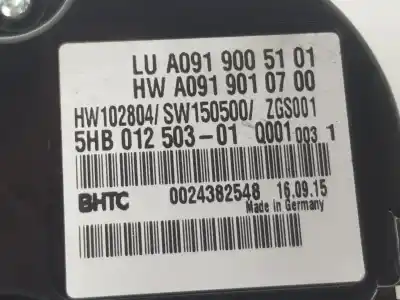 LU A091 900 51 01
HW A091 901 07 00
HW102804/ SW150500/ ZGS001
5HB 012 503-01 Q001 003 1
BHTC 0024382548 16.09.15
Made in Germany